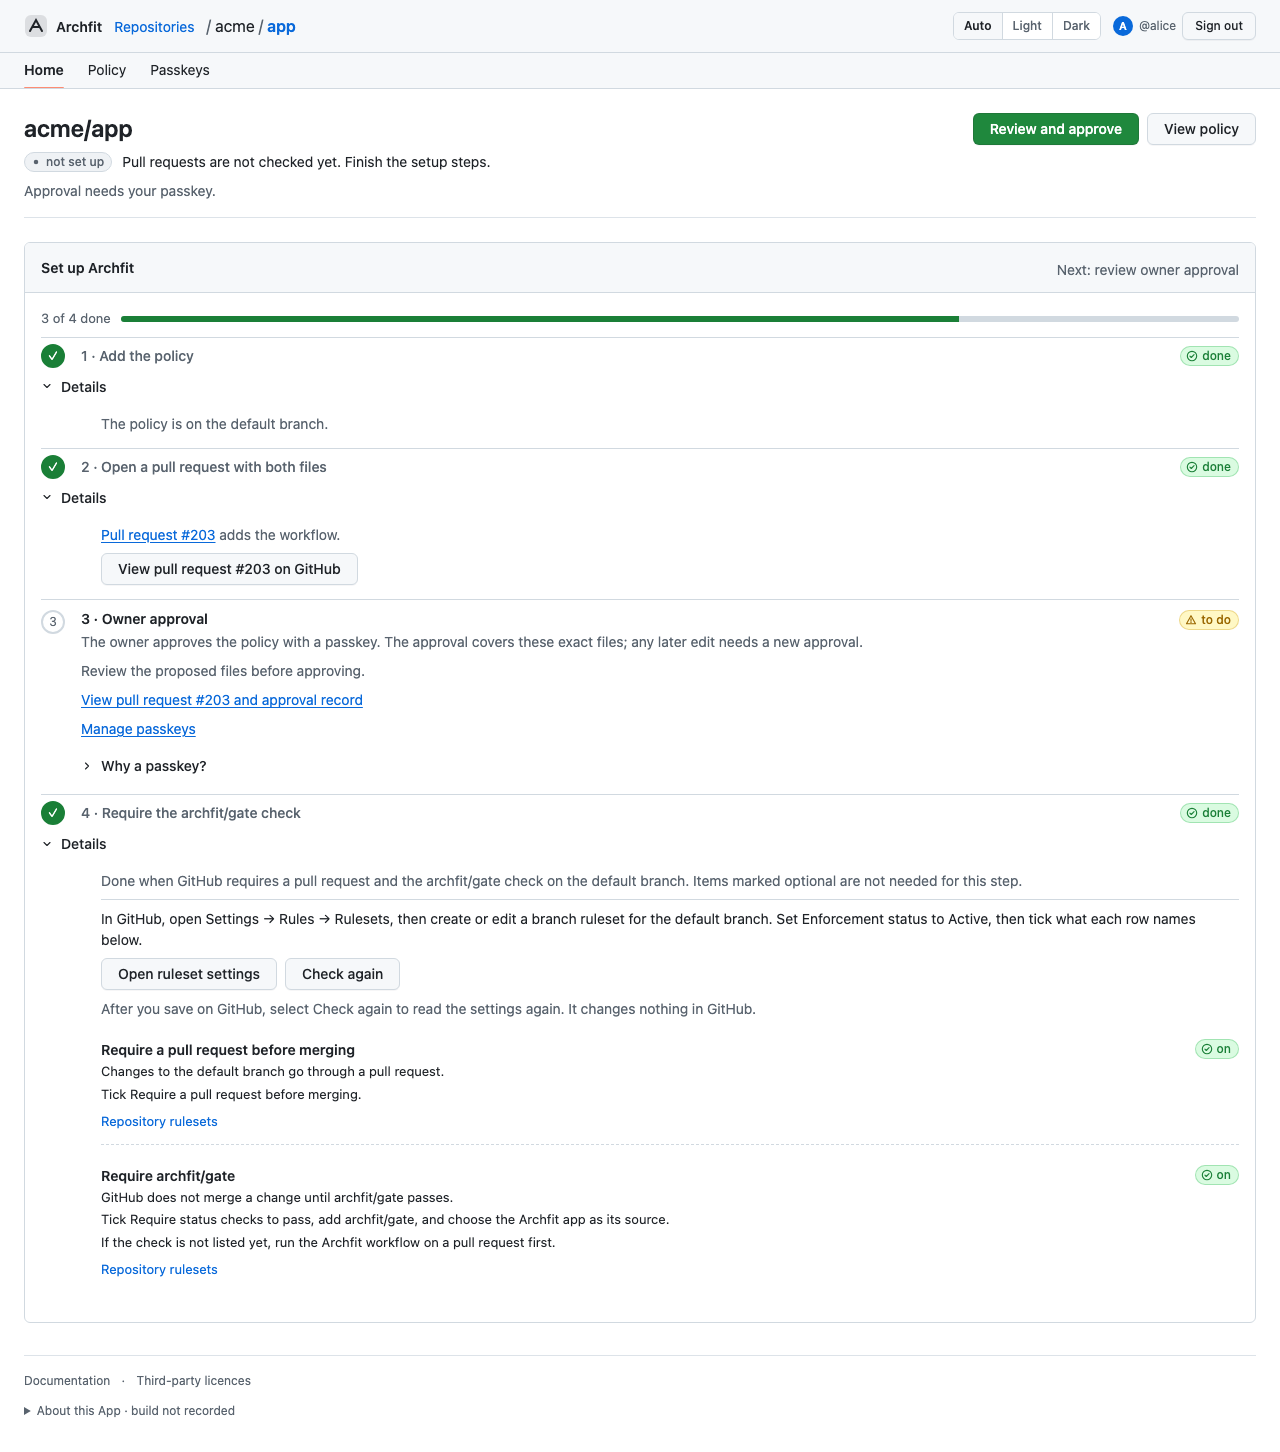 Archfit Repositories / acme / app
Auto Light Dark A @alice Sign out
Home Policy Passkeys
acme/app
Review and approve View policy
not set up Pull requests are not checked yet. Finish the setup steps.
Approval needs your passkey.
Set up Archfit
Next: review owner approval
3 of 4 done
1 · Add the policy
done
Details
The policy is on the default branch.
2 · Open a pull request with both files
done
Details
Pull request #203 adds the workflow.
View pull request #203 on GitHub
3
3 · Owner approval
to do
The owner approves the policy with a passkey. The approval covers these exact files; any later edit needs a new approval.
Review the proposed files before approving.
View pull request #203 and approval record
Manage passkeys
Why a passkey?
4 · Require the archfit/gate check
done
Details
Done when GitHub requires a pull request and the archfit/gate check on the default branch. Items marked optional are not needed for this step.
In GitHub, open Settings → Rules → Rulesets, then create or edit a branch ruleset for the default branch. Set Enforcement status to Active, then tick what each row names
below.
Open ruleset settings Check again
After you save on GitHub, select Check again to read the settings again. It changes nothing in GitHub.
Require a pull request before merging
on
Changes to the default branch go through a pull request.
Tick Require a pull request before merging.
Repository rulesets
Require archfit/gate
on
GitHub does not merge a change until archfit/gate passes.
Tick Require status checks to pass, add archfit/gate, and choose the Archfit app as its source.
If the check is not listed yet, run the Archfit workflow on a pull request first.
Repository rulesets
Documentation · Third-party licences
About this App · build not recorded